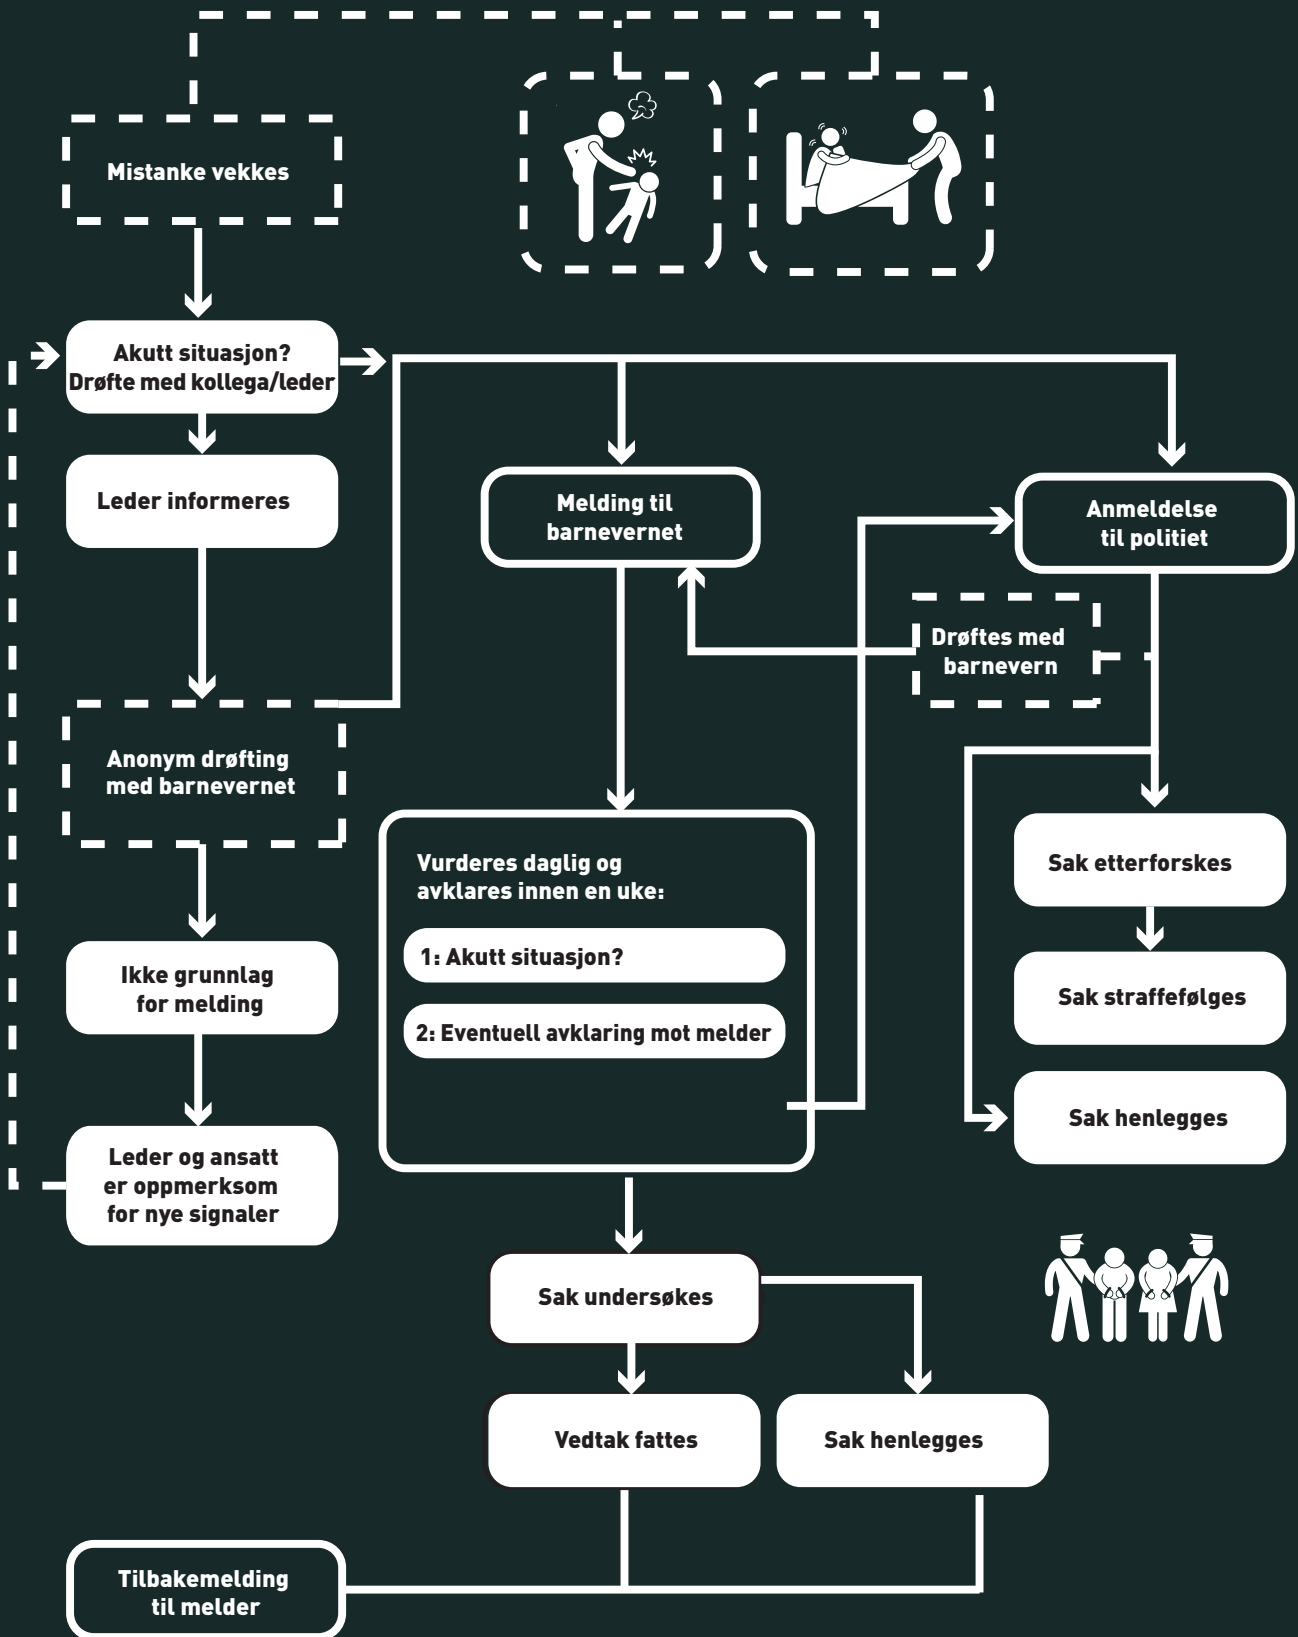 Mistanke vekkes
Akutt situasjon?
Drøfte med kollega/leder
Leder informeres
Anonym drøfting
med barnevernet
Ikke grunnlag
for melding
Leder og ansatt
er oppmerksom
for nye signaler
Melding til
barnevernet
Anmeldelse
til politiet
Drøftes med
barnevern
Vurderes daglig og
avklares innen en uke:
1: Akutt situasjon?
2: Eventuell avklaring mot melder
Sak etterforskes
Sak straffefølges
Sak henlegges
Sak undersøkes
Vedtak fattes
Sak henlegges
Tilbakemelding
til melder